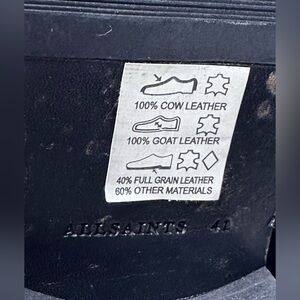 100% COW LEATHER
100% GOAT LEATHER
40% FULL GRAIN LEATHER
60% OTHER MATERIALS
ALLSAINTS 41